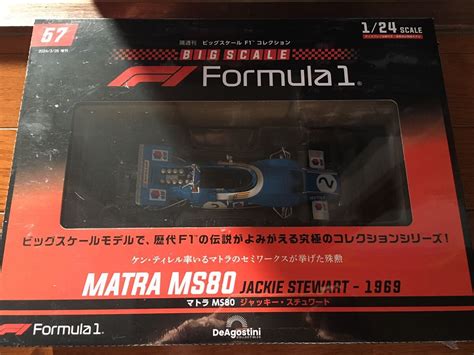 57
隔週刊 ビッグスケール F1 コレクション
BIG SCALE
Formula 1
1/24 SCALE
2
ビッグスケールモデルで、歴代F1の伝説がよみがえる究極のコレクションシリーズ!
ケン・ティレル率いるマトラのセミワークスが挙げた殊勲
MATRA MS80 JACKIE STEWART - 1969
マトラ MS80 ジャッキー・スチュワート
Formula 1
DeAgostini